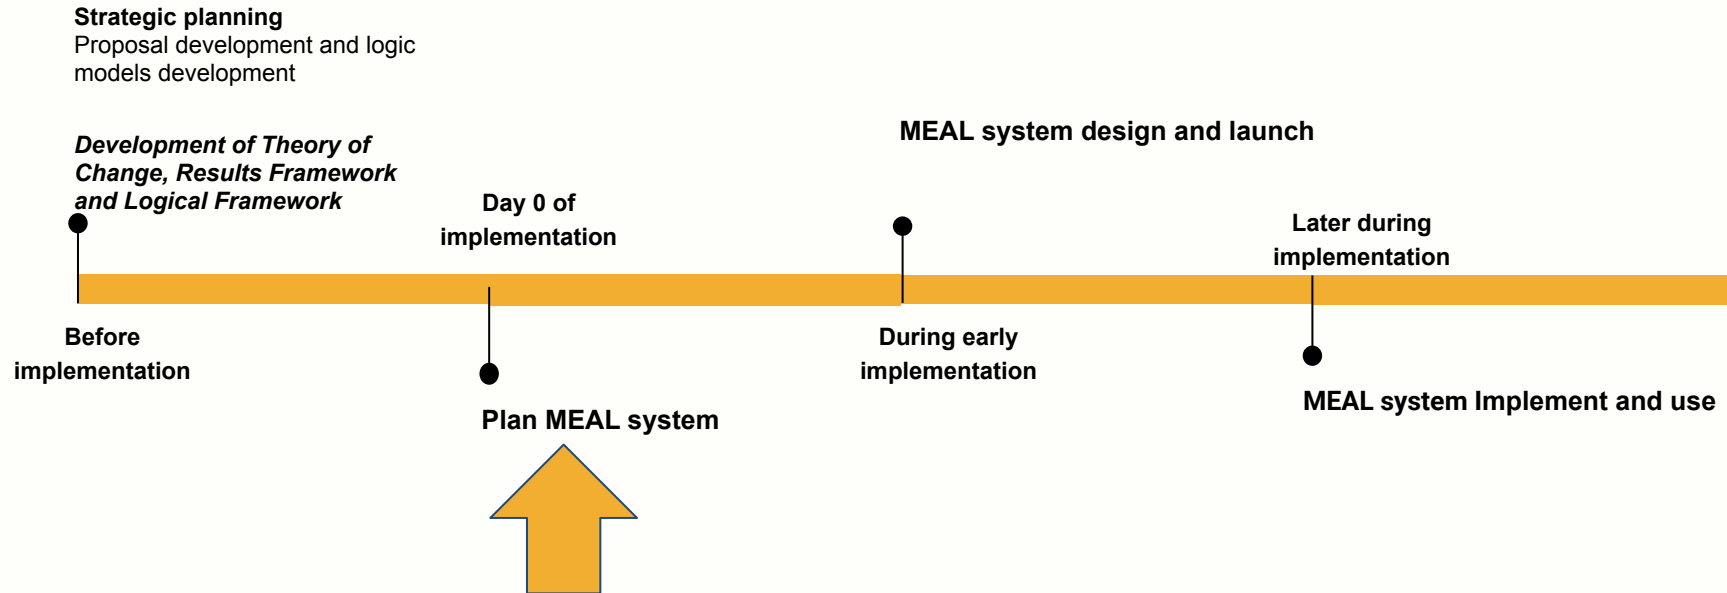 Strategic planning
Proposal development and logic
models development
Development of Theory of
Change, Results Framework
and Logical Framework
Day 0 of
implementation
MEAL system design and launch
Later during
implementation
Before
implementation
Plan MEAL system
During early
implementation
MEAL system Implement and use